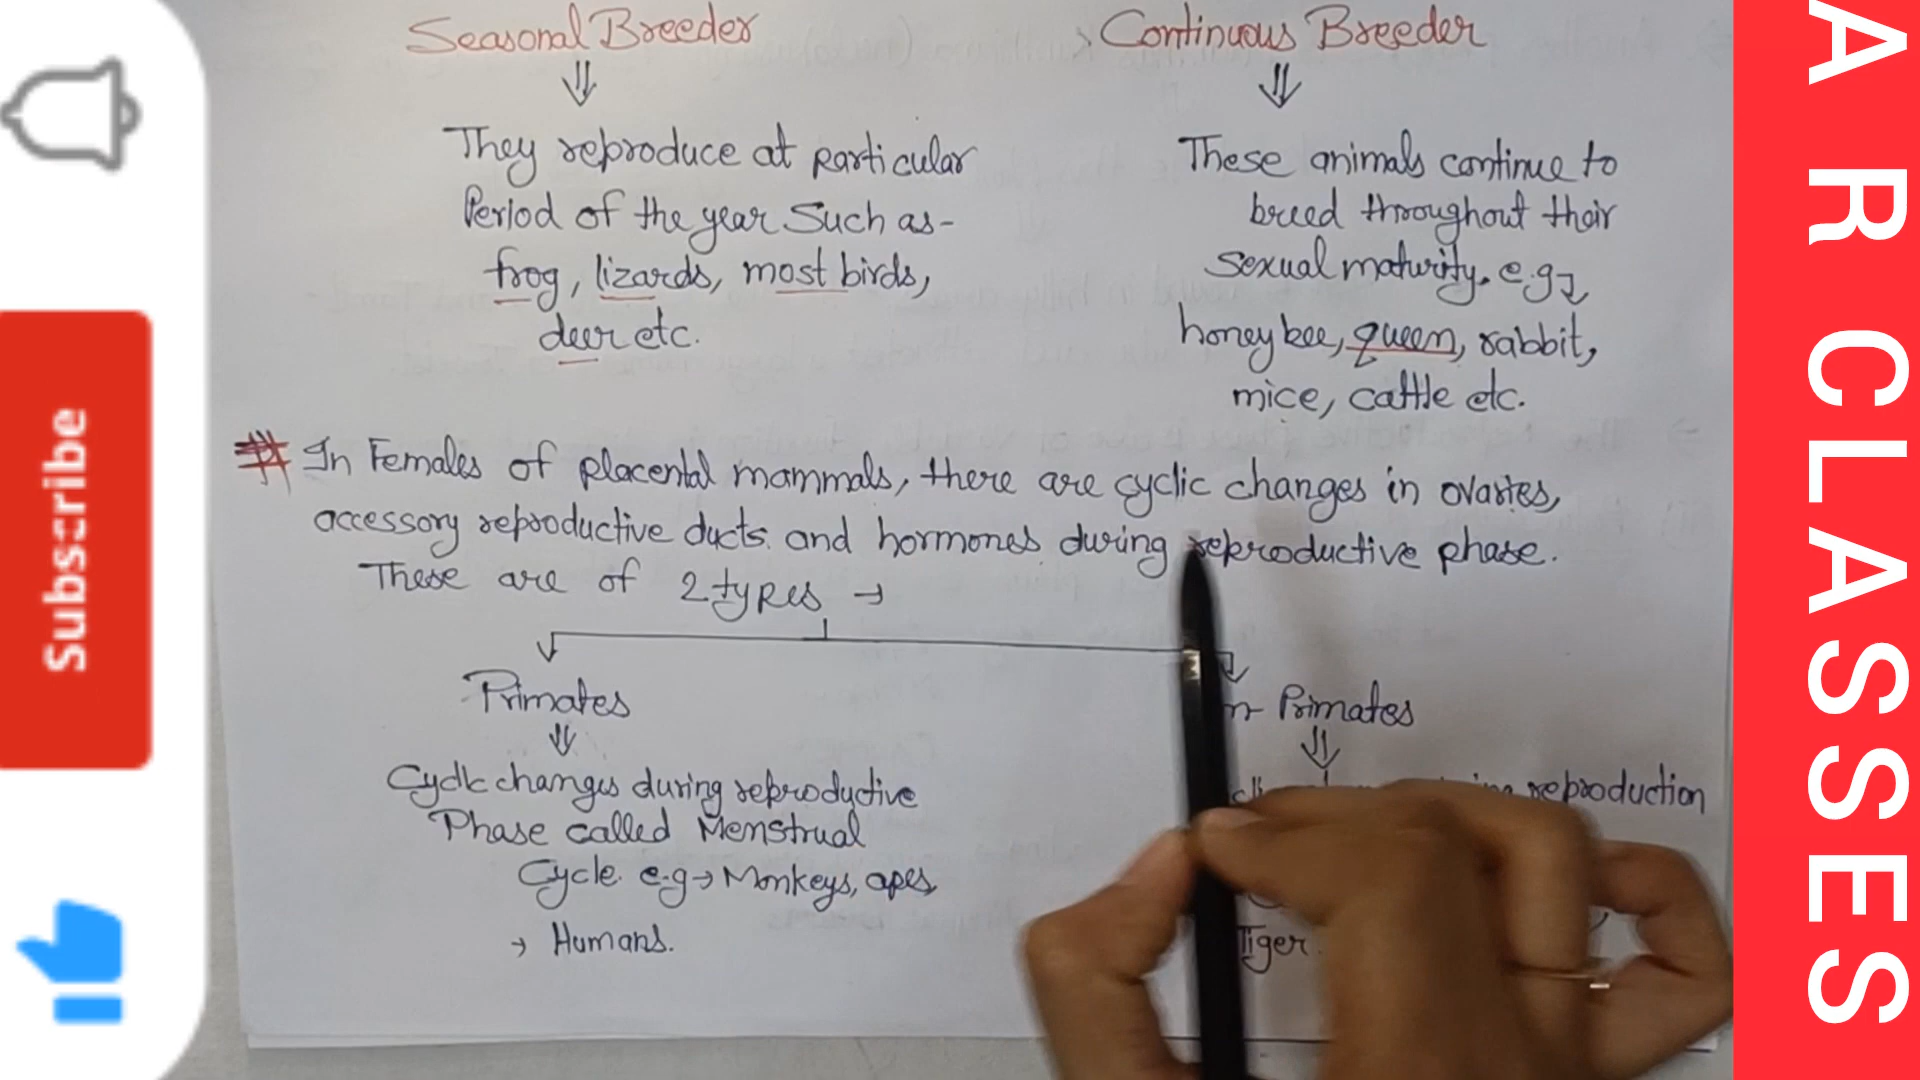 Seasonal Breeder
They reproduce at particular
Period of the year Such as-
frog, lizards, most birds,
deer etc.
Continuous Breeder
These animals continue to
breed throughout their
sexual maturity. e.g
honey bee, queen, rabbit,
mice, cattle etc.
# In Females of placental mammals, there are cyclic changes in ovaries,
accessory reproductive ducts and hormones during reproductive phase.
These are of 2 types →
Primates
Cyclic changes during reproductive
Phase called Menstrual
Cycle e.g → Monkeys, apes,
→ Humans.
Primates
reproduction
Tiger.
Subscribe
A R CLASSES